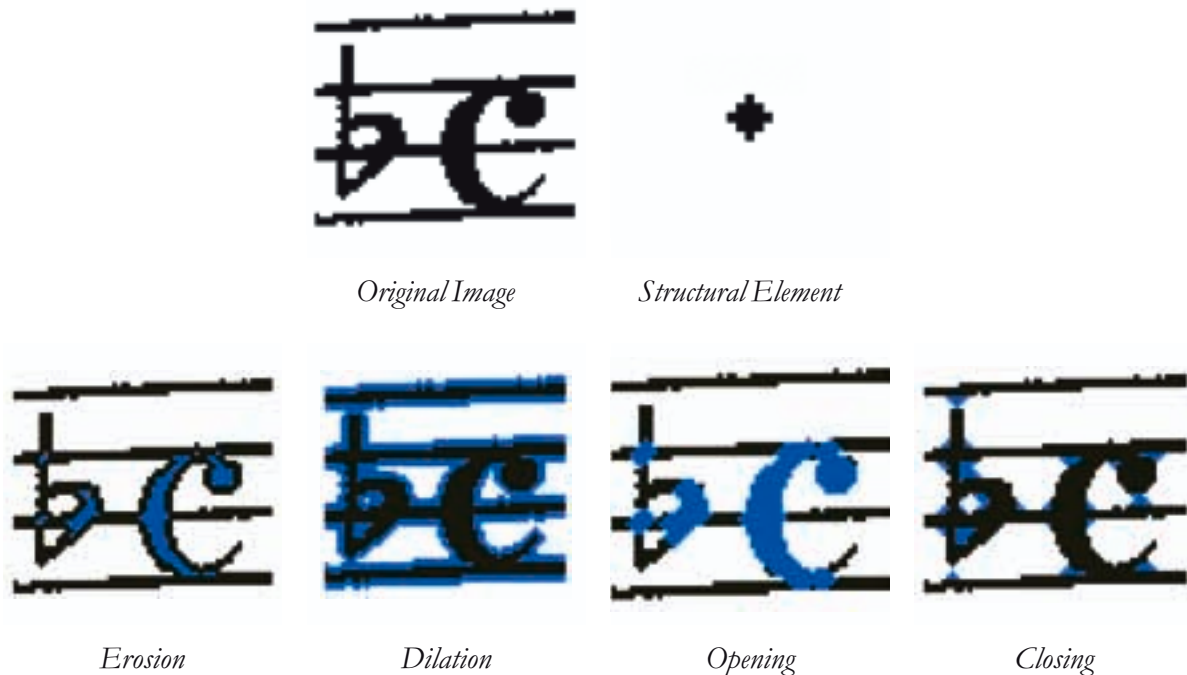 Original Image
Structural Element
Erosion
Dilation
Opening
Closing